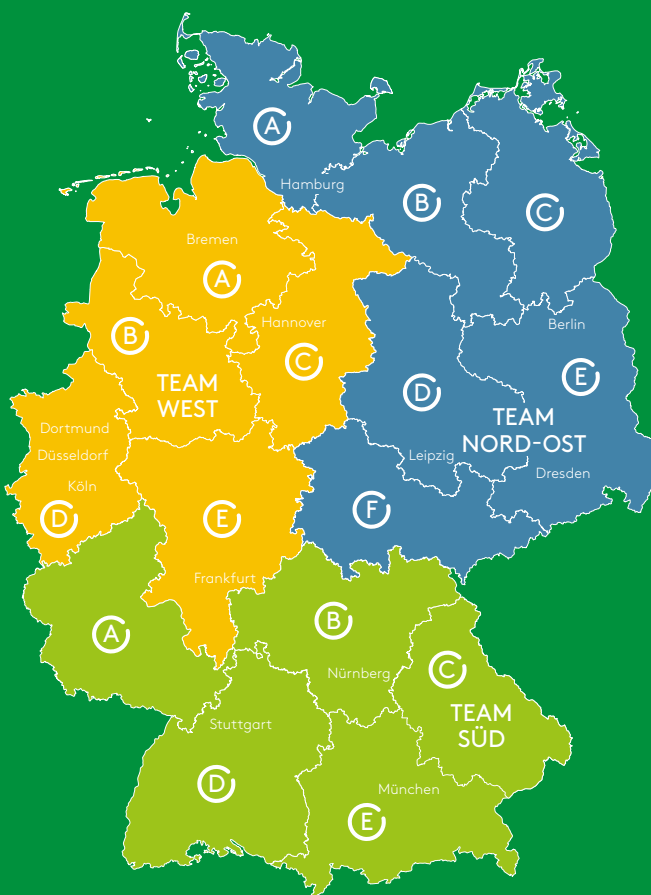 A
Hamburg
B
C
Bremen
A
Hannover
B
C
TEAM
WEST
Berlin
E
D
TEAM
NORD-OST
Dortmund
Düsseldorf
Köln
D
Leipzig
Dresden
F
E
Frankfurt
A
B
Nürnberg
C
TEAM
SÜD
Stuttgart
D
München
E